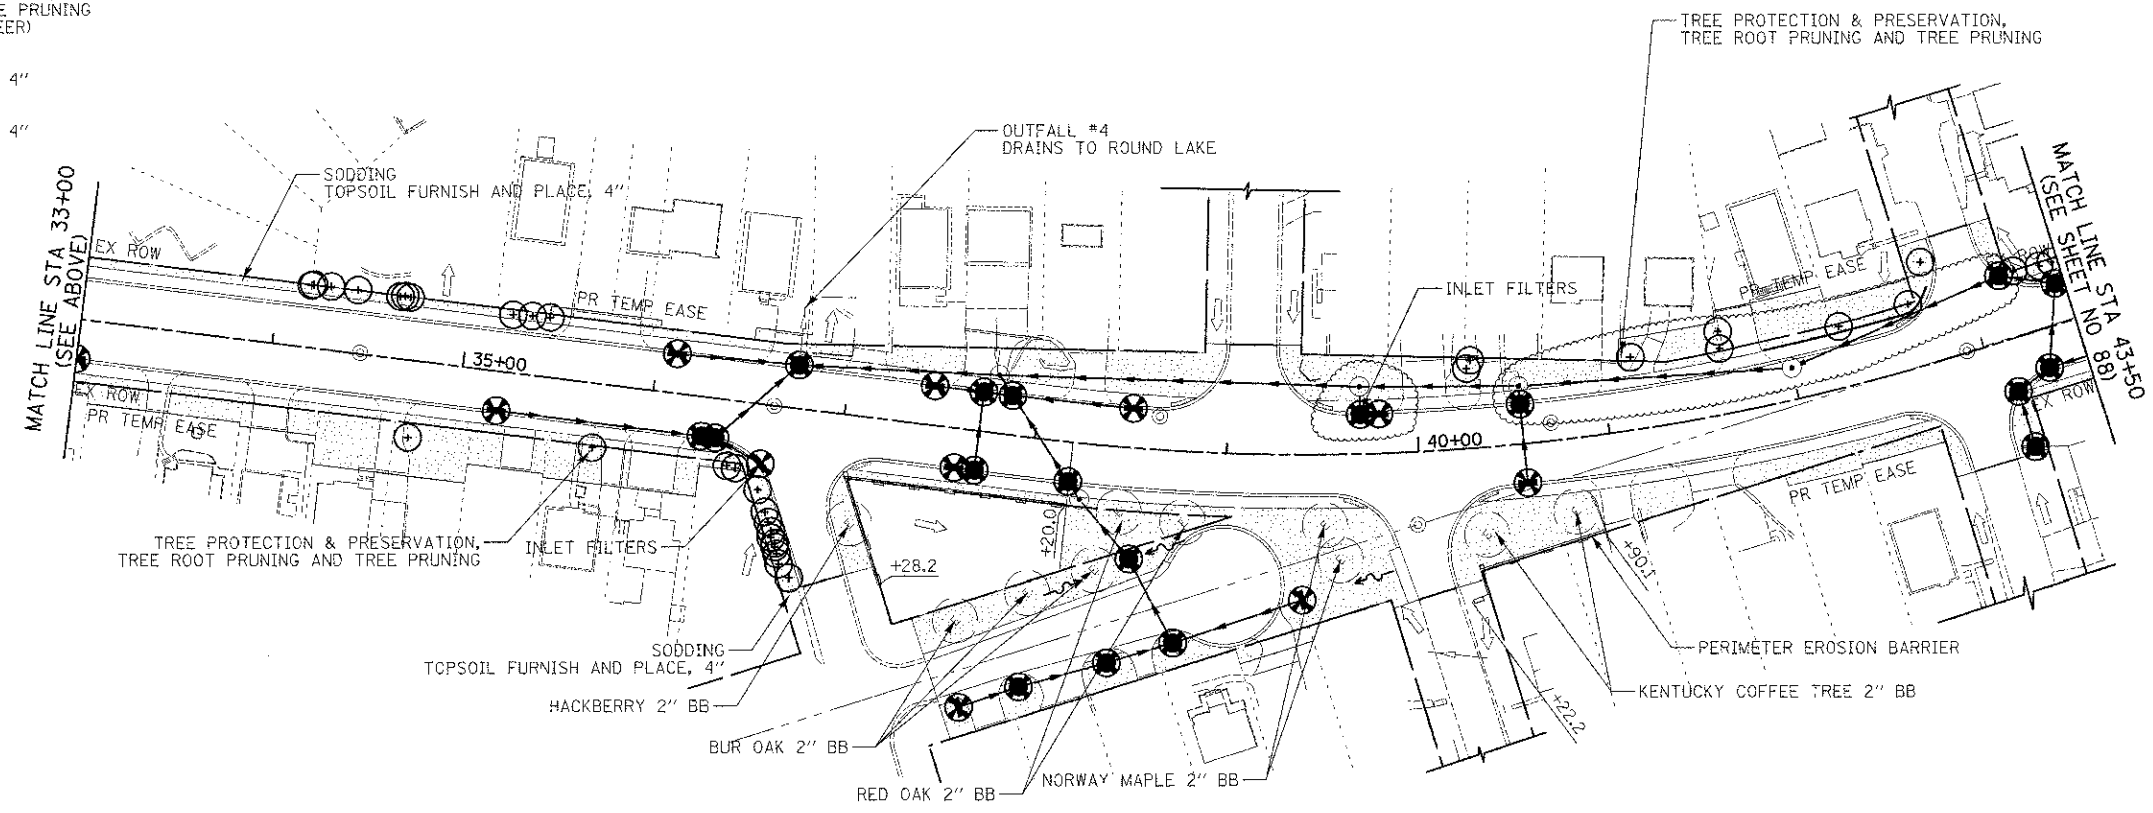 E PRUNING
EER)
4"
4"
TREE PROTECTION & PRESERVATION,
TREE ROOT PRUNING AND TREE PRUNING
OUTFALL #4
DRAINS TO ROUND LAKE
SODDING
TOPSOIL FURNISH AND PLACE, 4"
MATCH LINE STA 33+00
(SEE ABOVE)
EX ROW
PR TEMP EASE
35+00
INLET FILTERS
PR TEMP EASE
ROW
MATCH LINE STA 43+50
(SEE SHEET NO 88)
EX ROW
PR TEMP EASE
40+00
EX ROW
PR TEMP EASE
TREE PROTECTION & PRESERVATION,
TREE ROOT PRUNING AND TREE PRUNING
INLET FILTERS
+28.2
+20.0
+90.1
+22.2
SODDING
TOPSOIL FURNISH AND PLACE, 4"
HACKBERRY 2" BB
BUR OAK 2" BB
RED OAK 2" BB
NORWAY MAPLE 2" BB
PERIMETER EROSION BARRIER
KENTUCKY COFFEE TREE 2" BB